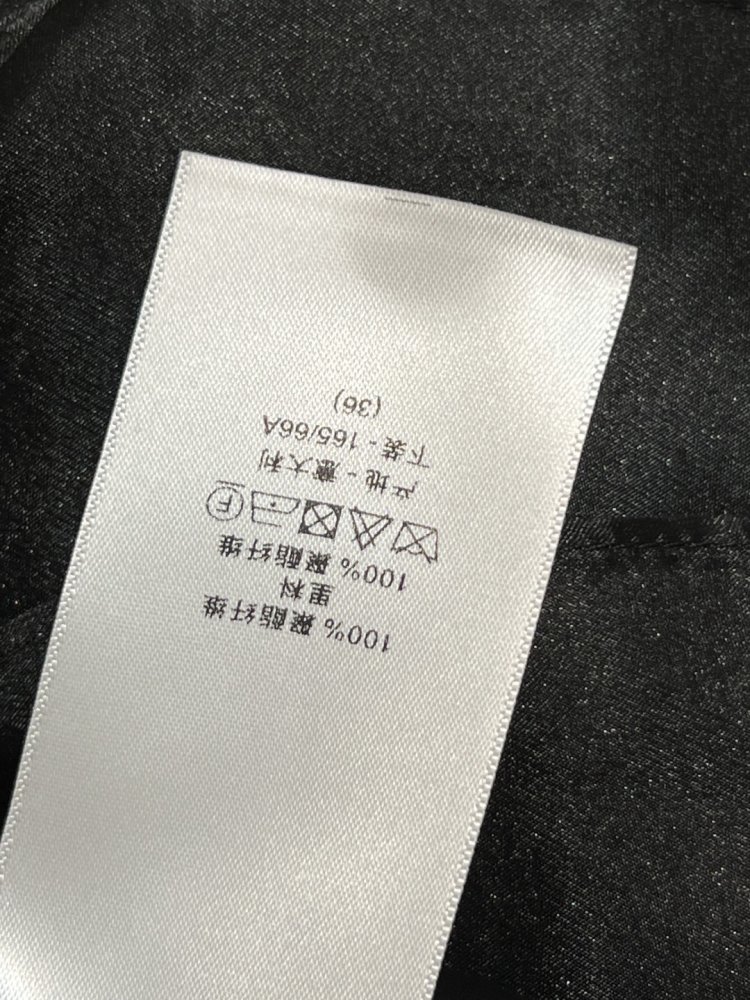 100% 聚酯纤维
里料
100% 聚酯纤维
F
产地 - 意大利
下装 - 165/66A
(36)